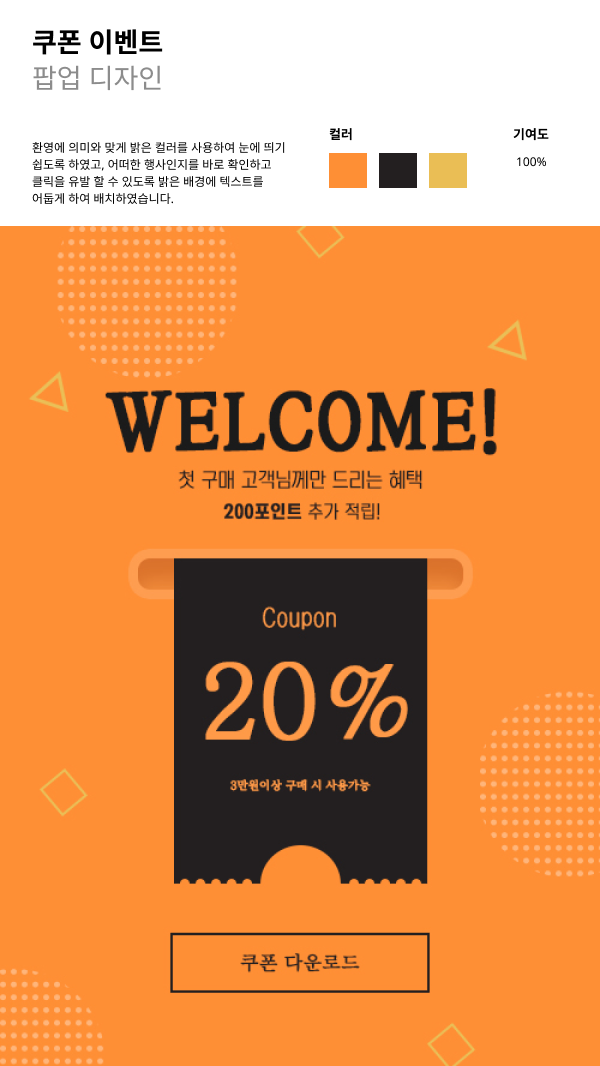 쿠폰 이벤트
팝업 디자인
환영에 의미와 맞게 밝은 컬러를 사용하여 눈에 띄기
쉽도록 하였고, 어떠한 행사인지를 바로 확인하고
클릭을 유발 할 수 있도록 밝은 배경에 텍스트를
어둡게 하여 배치하였습니다.
컬러
기여도
100%
WELCOME!
첫 구매 고객님께만 드리는 혜택
200포인트 추가 적립!
Coupon
20%
3만원이상 구매 시 사용가능
쿠폰 다운로드